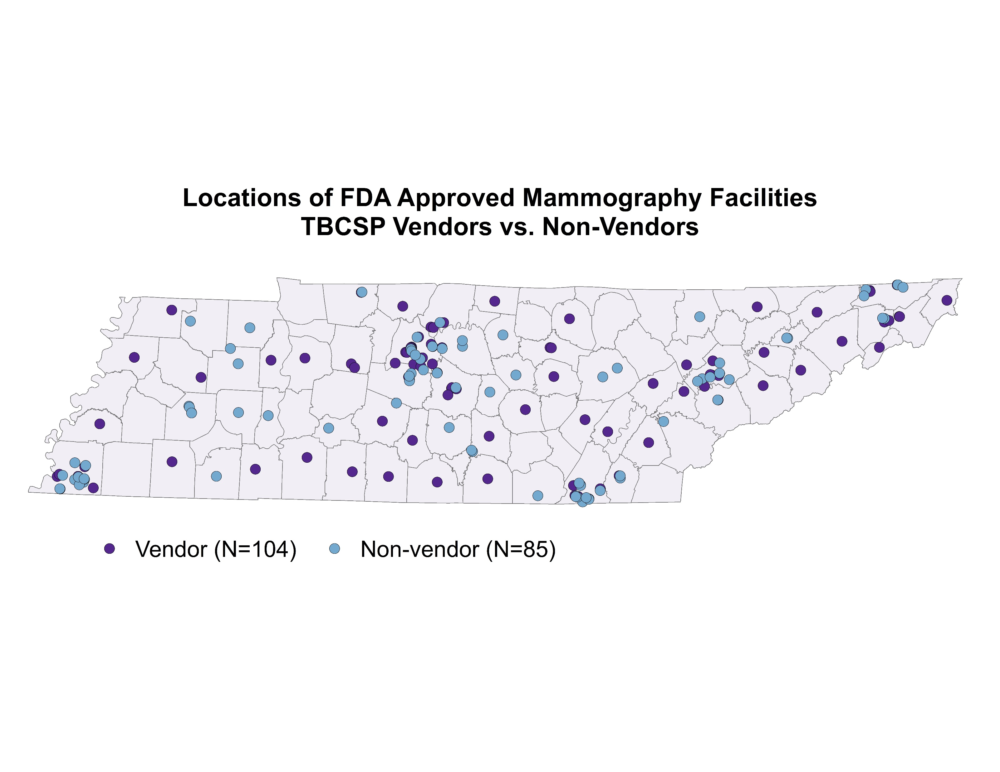 Locations of FDA Approved Mammography Facilities
TBCSP Vendors vs. Non-Vendors
Vendor (N=104) Non-vendor (N=85)